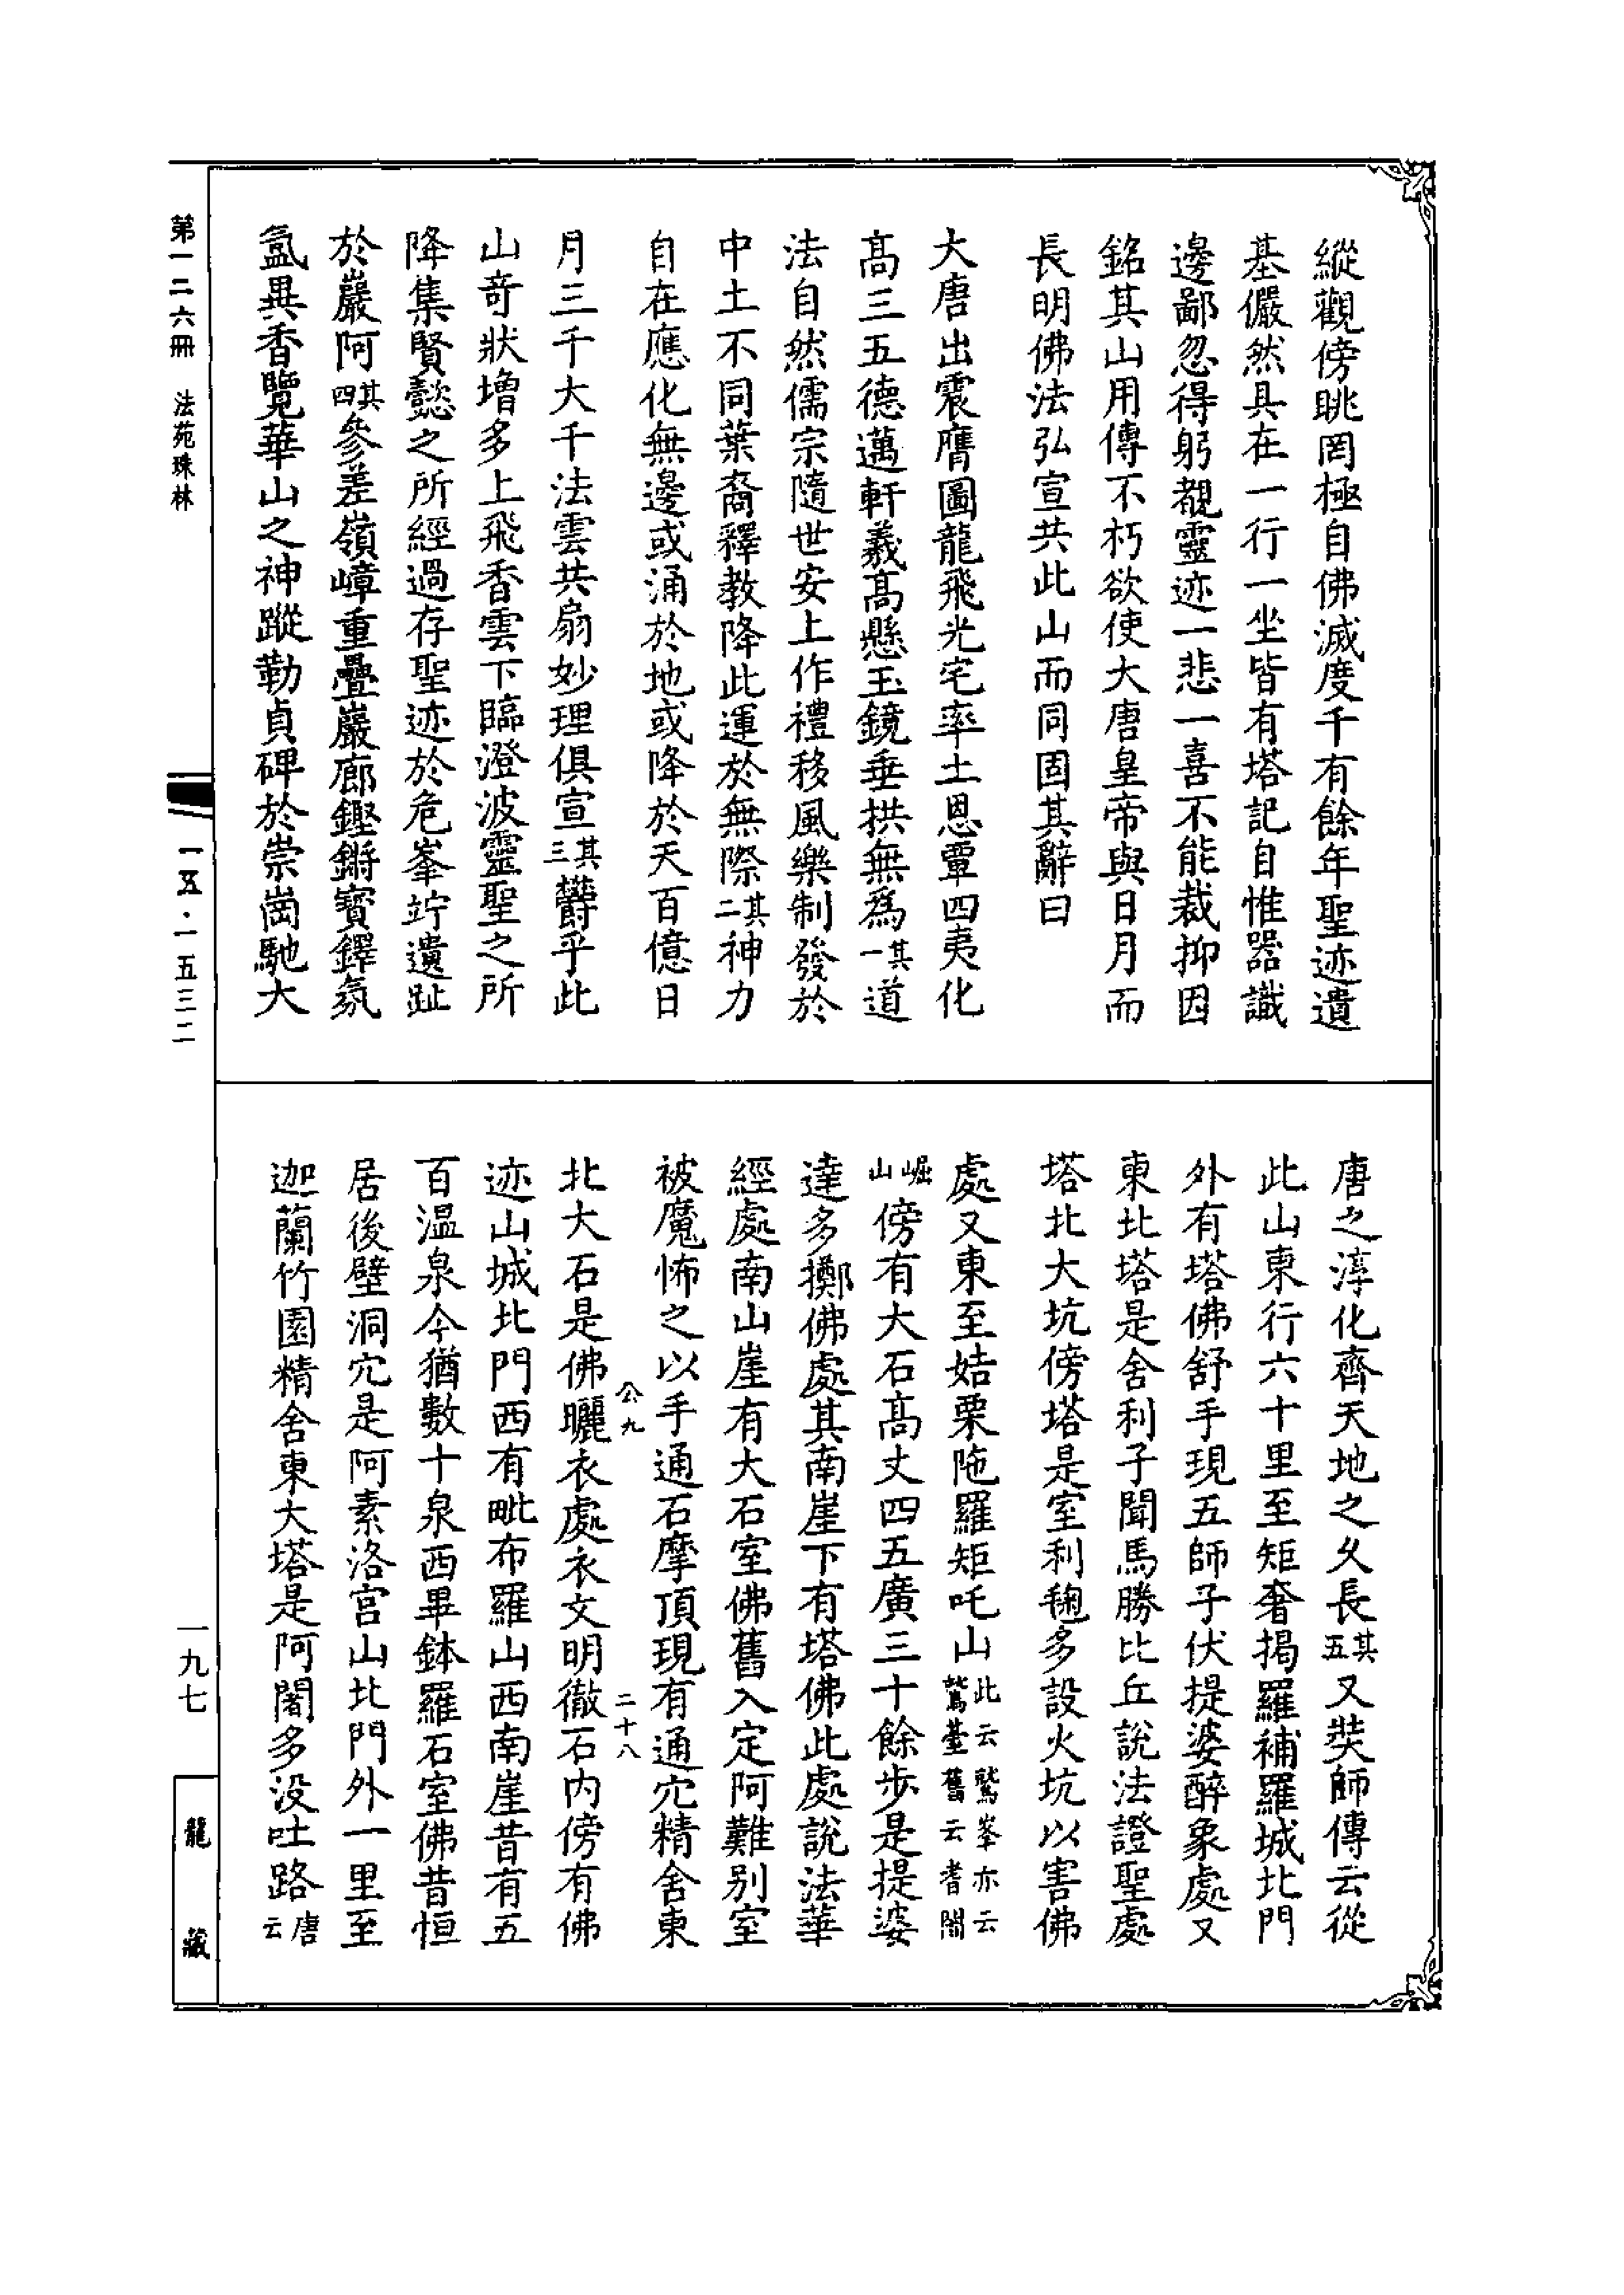 縱觀傍眺罔極自佛滅度千有餘年聖迹遺
基儼然具在一行一坐皆有塔記自惟器識
邊鄙忽得躬覩靈迹一悲一喜不能裁抑因
銘其山用傳不朽欲使大唐皇帝與日月而
長明佛法弘宣共此山而同固其辭曰
大唐出震膺圖龍飛光宅率土恩覃四夷化
高三五德邁軒羲高懸玉鏡垂拱無為其一道
法自然儒宗隨世安上作禮移風樂制發於
中土不同葉裔釋教降此運於無際其二神力
自在應化無邊或涌於地或降於天百億日
月三千大千法雲共扇妙理俱宣其三欝乎此
山奇狀增多上飛香雲下臨澄波靈聖之所
降集賢懿之所經過存聖迹於危峯竚遺趾
於巖阿其四參差嶺嶂重疊巖廊鏗鏘寶鐸氛
氳異香覽華山之神蹤勒貞碑於崇崗馳大
唐之淳化齊天地之久長其五又奘師傳云從
此山東行六十里至矩奢揭羅補羅城北門
外有塔佛舒手現五師子伏提婆醉象處又
東北塔是舍利子聞馬勝比丘說法證聖處
塔北大坑傍塔是室利毱多設火坑以害佛
處又東至姞栗陁羅矩吒山此云鷲峯亦云鷲臺舊云耆闍
崛山傍有大石高丈四五廣三十餘步是提婆
達多擲佛處其南崖下有塔佛此處說法華
經處南山崖有大石室佛舊入定阿難別室
被魔怖之以手通石摩頂現有通穴精舍東
公九 二十八
北大石是佛曬衣處衣文明徹石内傍有佛
迹山城北門西有毗布羅山西南崖昔有五
百温泉今猶數十泉西畢鉢羅石室佛昔恒
居後壁洞穴是阿素洛宮山北門外一里至
迦蘭竹園精舍東大塔是阿闍多没吐路唐云
第一二六冊 法苑珠林
一五·一五三二
一九七
龍藏